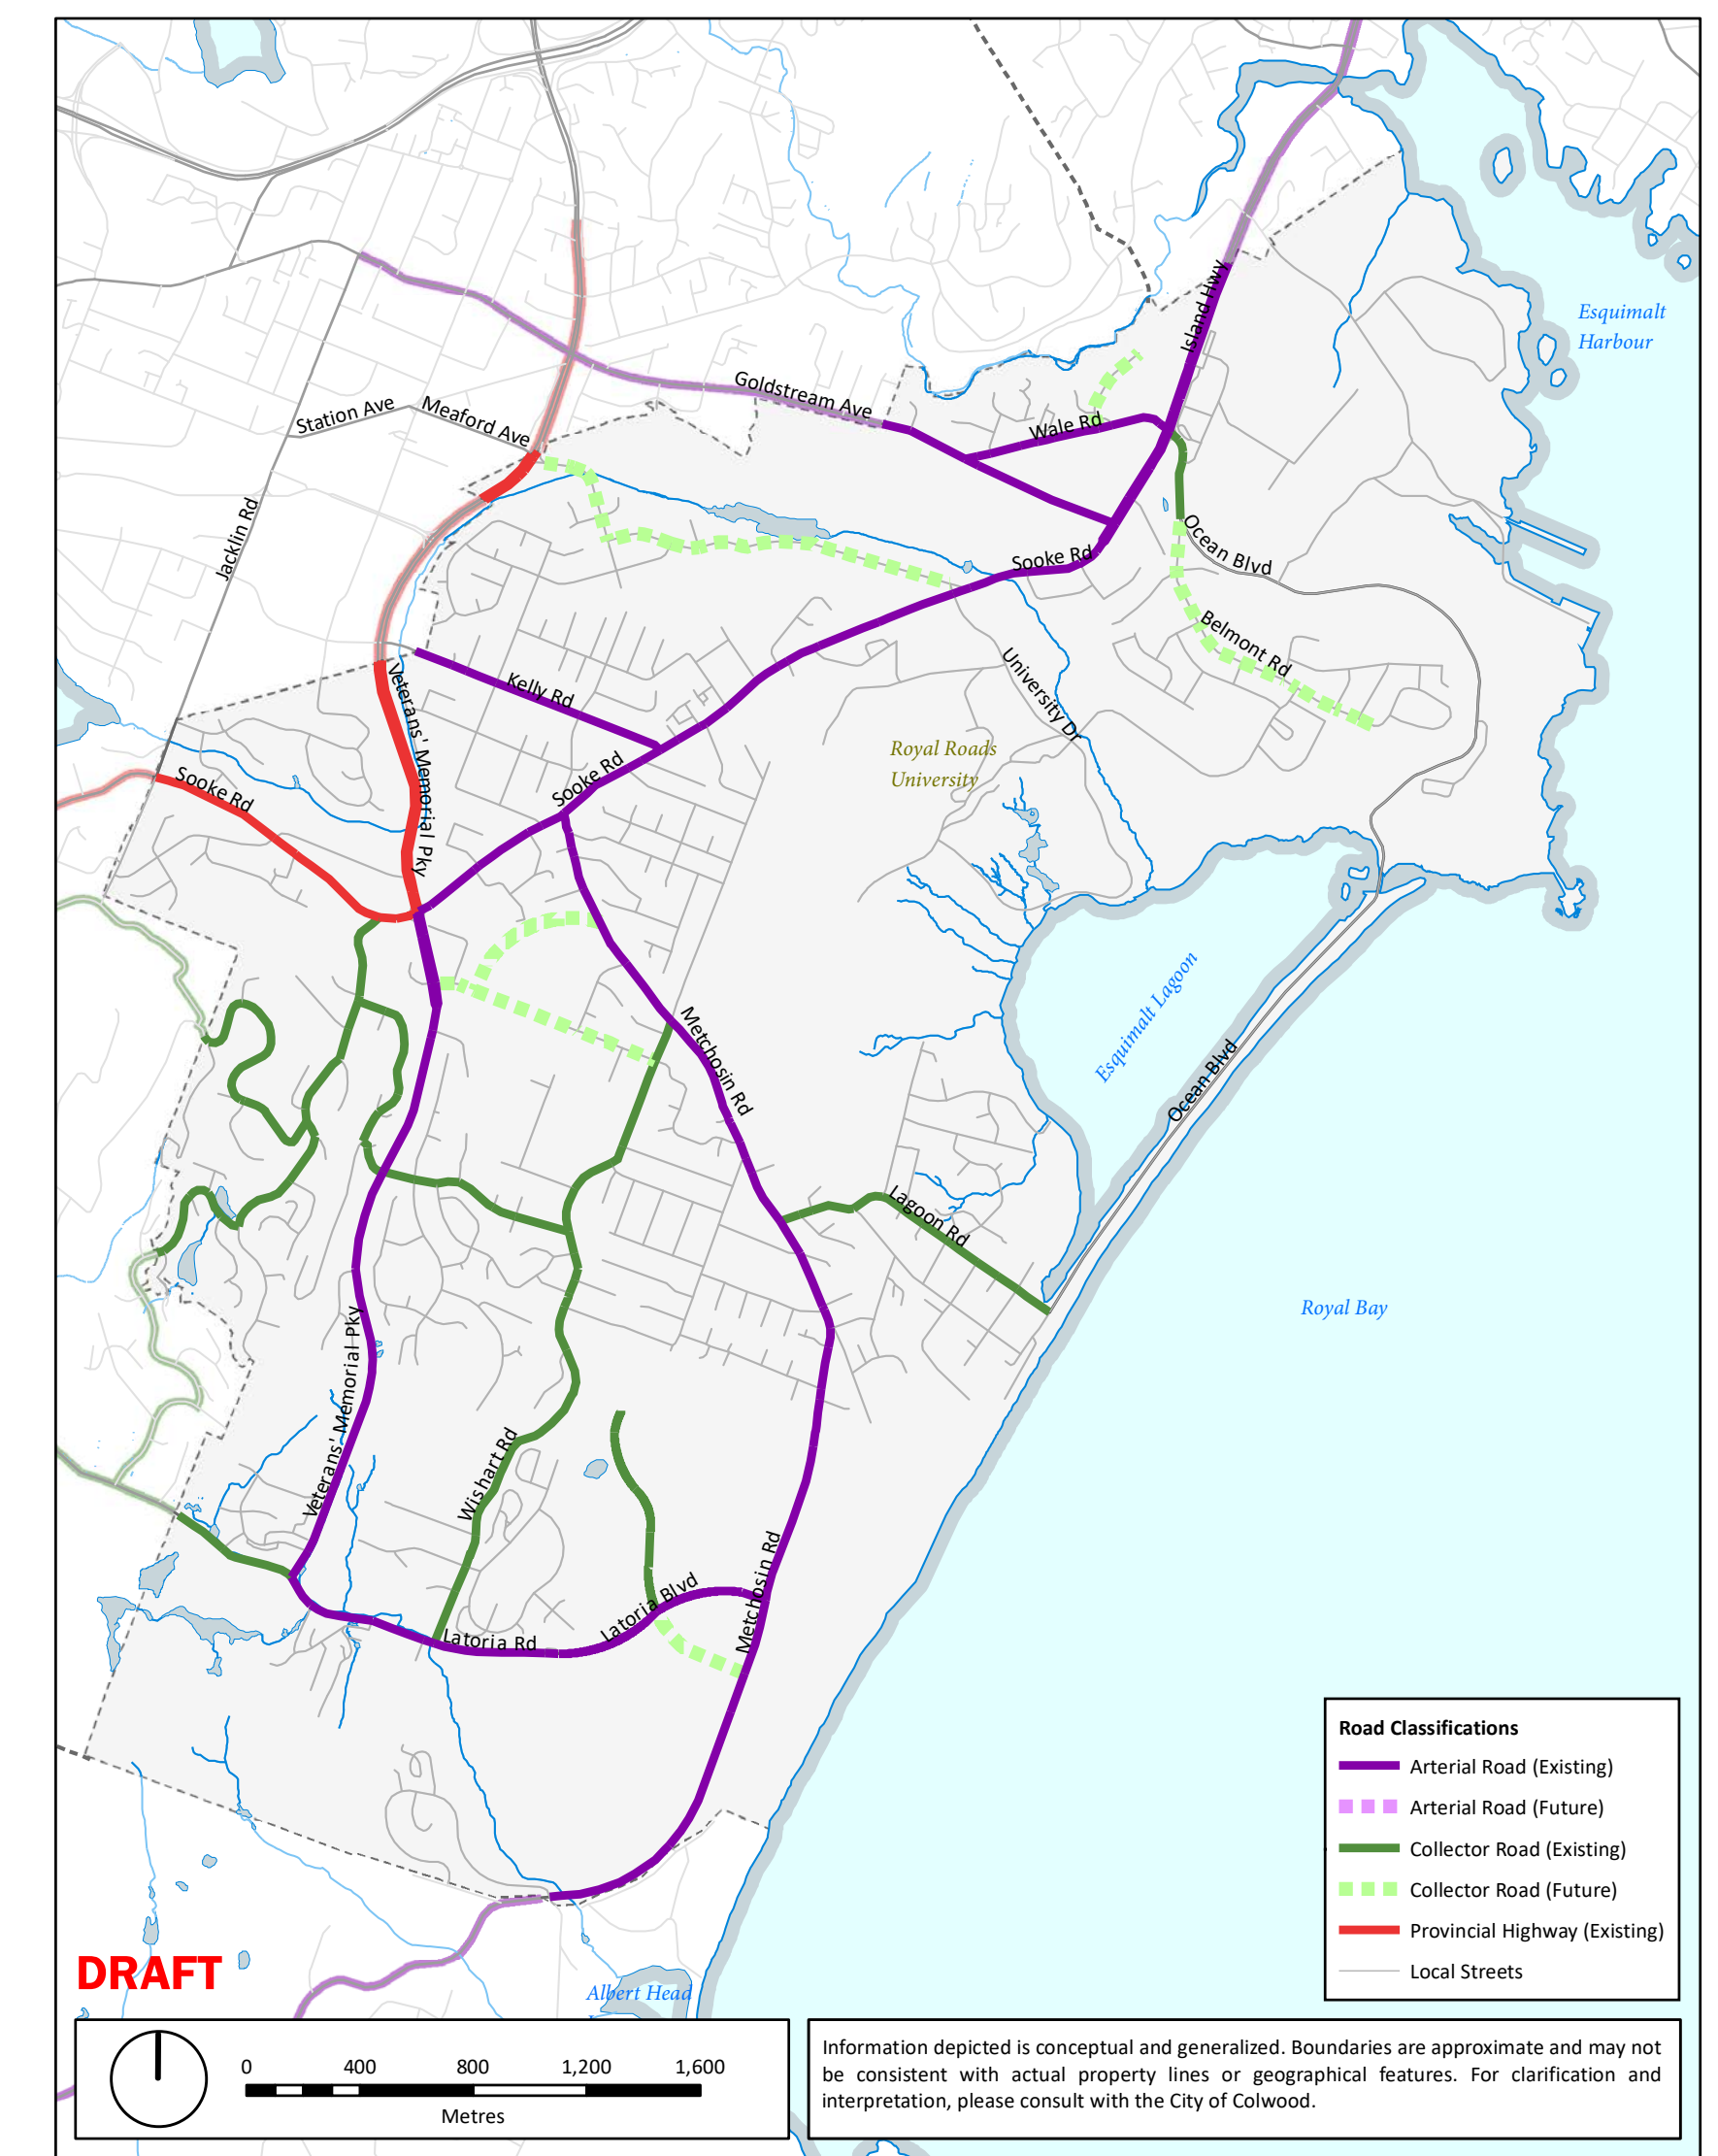 Esquimalt
Harbour
Island Hwy
Goldstream Ave
Station Ave
Meaford Ave
Wale Rd
Jacklin Rd
Ocean Blvd
Sooke Rd
Belmont Rd
University Dr
Kelly Rd
Veterans' Memorial Pky
Royal Roads
University
Sooke Rd
Sooke Rd
Esquimalt Lagoon
Metchosin Rd
Ocean Blvd
Lagoon Rd
Royal Bay
Veterans' Memorial Pky
Wishart Rd
Metchosin Rd
Latoria Blvd
Latoria Rd
Road Classifications
Arterial Road (Existing)
Arterial Road (Future)
Collector Road (Existing)
Collector Road (Future)
Provincial Highway (Existing)
Local Streets
DRAFT
Albert Head
0 400 800 1,200 1,600
Metres
Information depicted is conceptual and generalized. Boundaries are approximate and may not
be consistent with actual property lines or geographical features. For clarification and
interpretation, please consult with the City of Colwood.